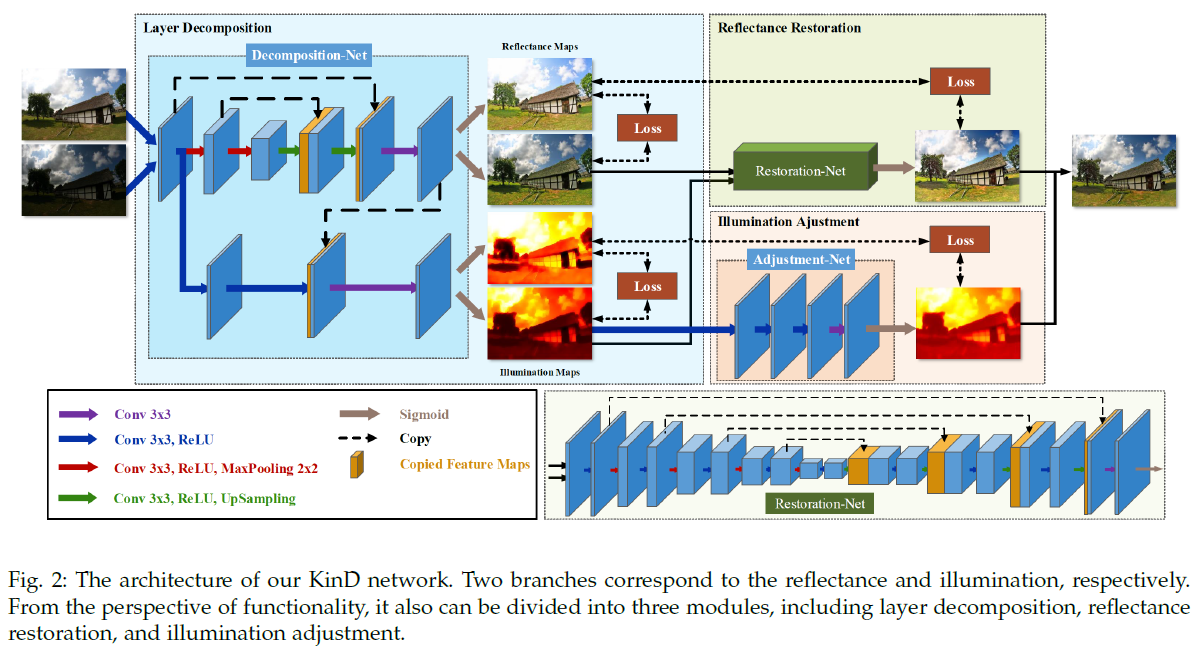 Layer Decomposition
Reflectance Restoration
Decomposition-Net
Reflectance Maps
Loss
Loss
Restoration-Net
Illumination Ajustment
Loss
Adjustment-Net
Loss
Illumination Maps
Conv 3x3
Conv 3x3, ReLU
Conv 3x3, ReLU, MaxPooling 2x2
Conv 3x3, ReLU, UpSampling
Sigmoid
Copy
Copied Feature Maps
Restoration-Net
Fig. 2: The architecture of our KinD network. Two branches correspond to the reflectance and illumination, respectively.
From the perspective of functionality, it also can be divided into three modules, including layer decomposition, reflectance
restoration, and illumination adjustment.